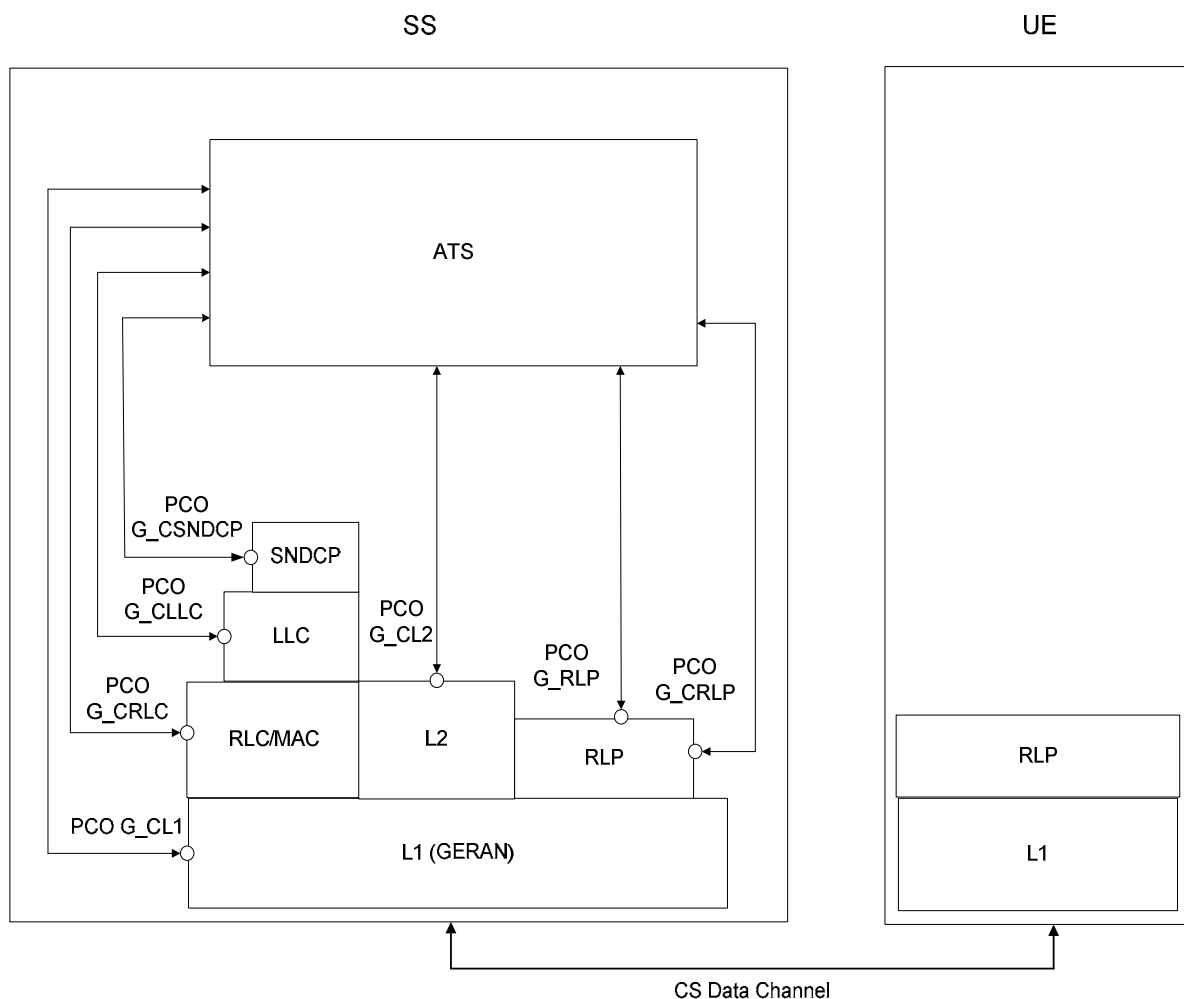 SS
UE
ATS
PCO
G_CSNDCP
SNDCP
PCO
G_CLLC
LLC
PCO
G_CL2
PCO
G_RLP
PCO
G_CRLP
PCO
G_CRLC
RLC/MAC
L2
RLP
RLP
PCO G_CL1
L1 (GERAN)
L1
CS Data Channel